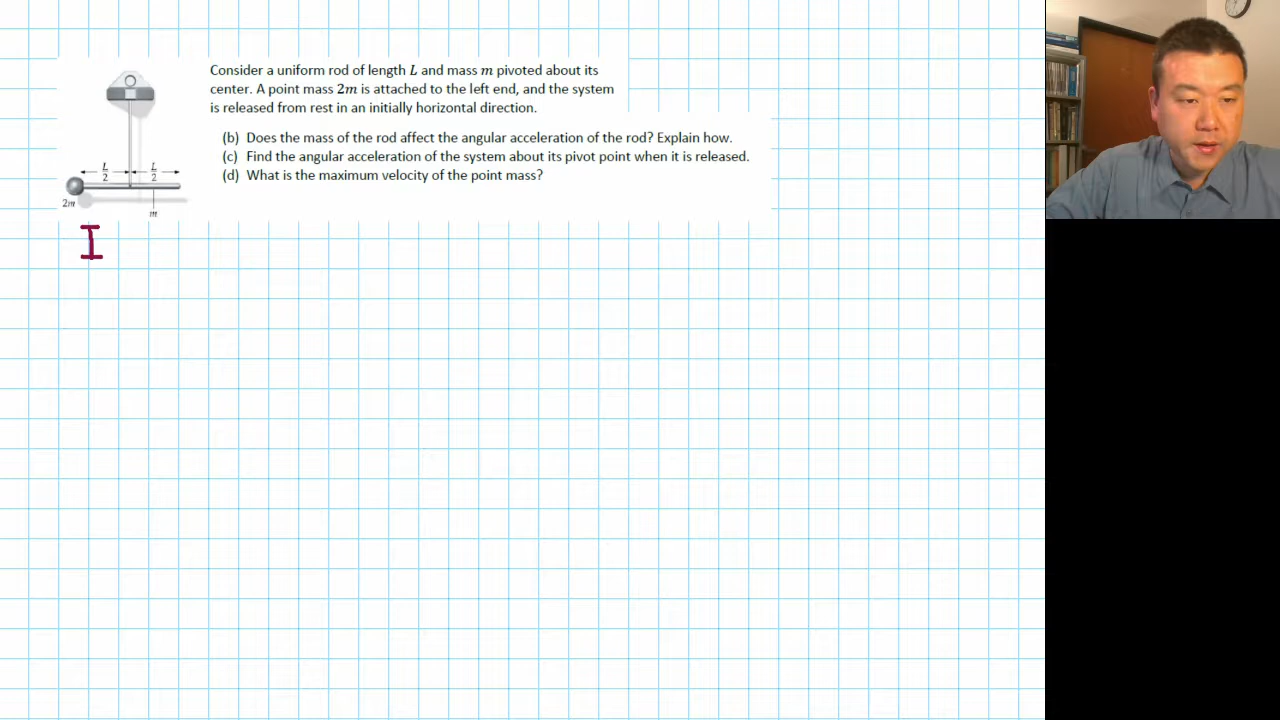 Consider a uniform rod of length L and mass m pivoted about its
center. A point mass 2m is attached to the left end, and the system
is released from rest in an initially horizontal direction.
(b) Does the mass of the rod affect the angular acceleration of the rod? Explain how.
(c) Find the angular acceleration of the system about its pivot point when it is released.
(d) What is the maximum velocity of the point mass?
L/2 L/2
2m
m
I